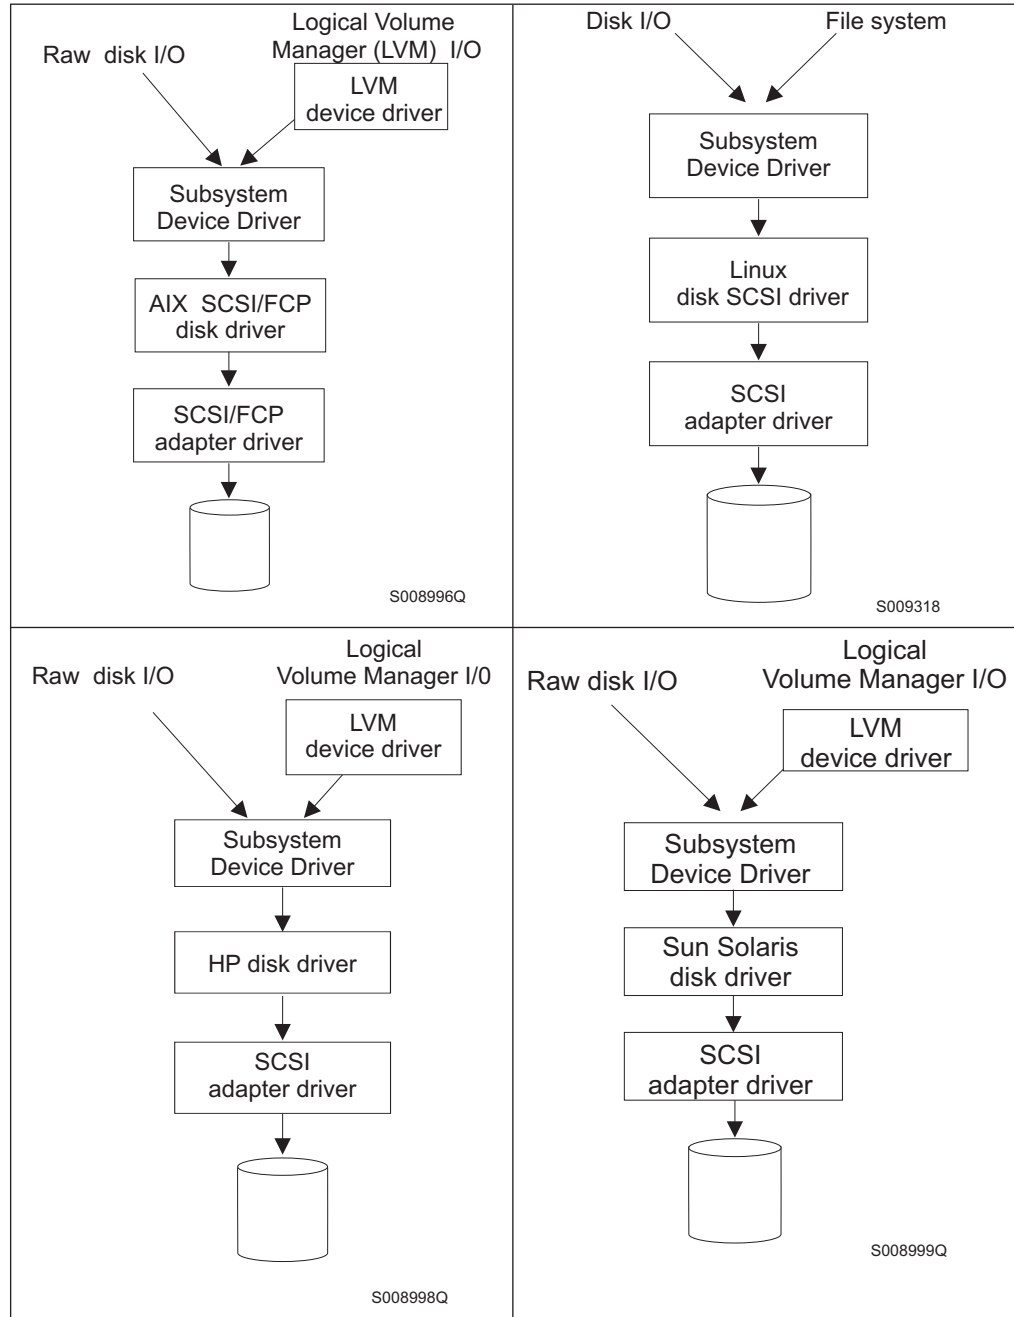 Raw disk I/O
Logical Volume
Manager (LVM) I/O
LVM
device driver
Subsystem
Device Driver
AIX SCSI/FCP
disk driver
SCSI/FCP
adapter driver
S008996Q
Disk I/O
File system
Subsystem
Device Driver
Linux
disk SCSI driver
SCSI
adapter driver
S009318
Raw disk I/O
Logical
Volume Manager I/0
LVM
device driver
Subsystem
Device Driver
HP disk driver
SCSI
adapter driver
S008998Q
Raw disk I/O
Logical
Volume Manager I/O
LVM
device driver
Subsystem
Device Driver
Sun Solaris
disk driver
SCSI
adapter driver
S008999Q